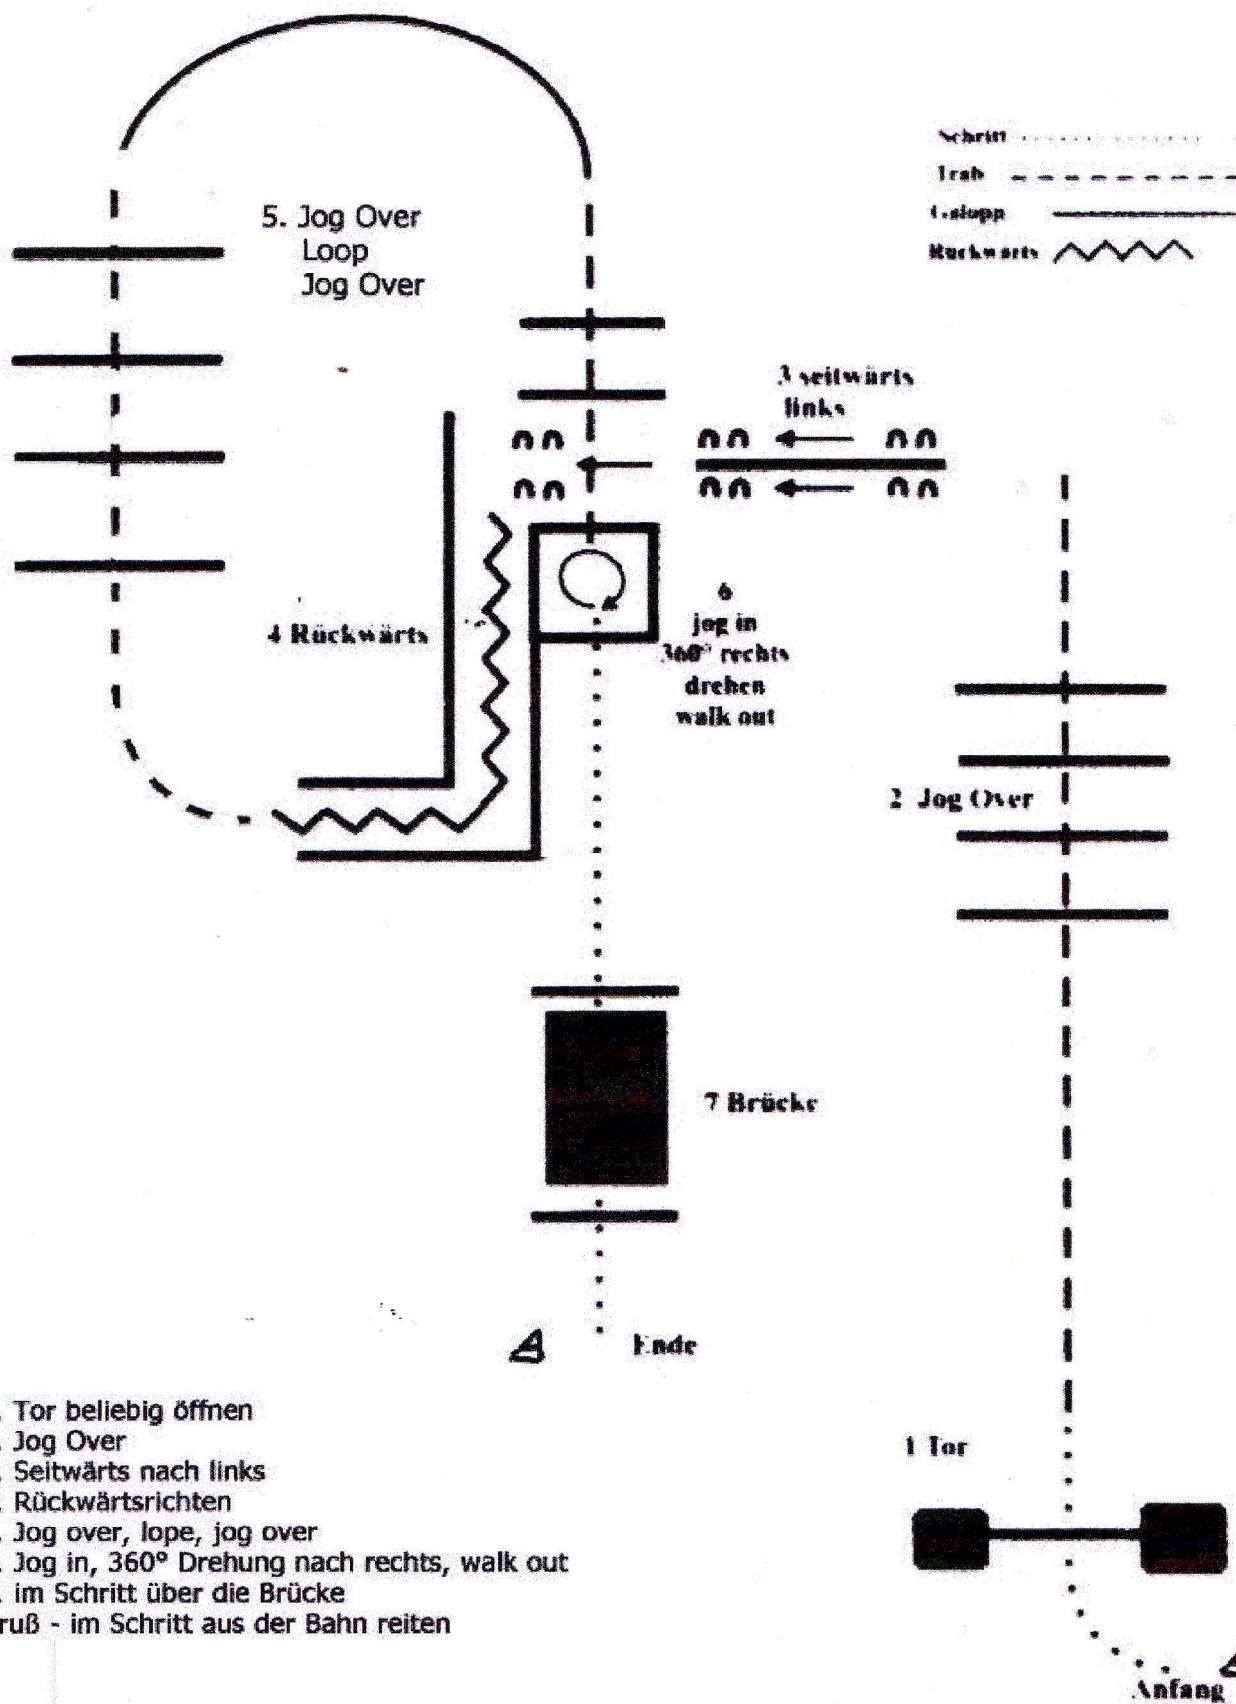 Schritt
Trab
Galopp
Rückwärts
5. Jog Over
Loop
Jog Over
3 seitwärts
links
4 Rückwärts
6
jog in
360° rechts
drehen
walk out
2 Jog Over
7 Brücke
Ende
1 Tor
Anfang
. Tor beliebig öffnen
. Jog Over
. Seitwärts nach links
. Rückwärtsrichten
. Jog over, lope, jog over
. Jog in, 360° Drehung nach rechts, walk out
. im Schritt über die Brücke
ruß - im Schritt aus der Bahn reiten